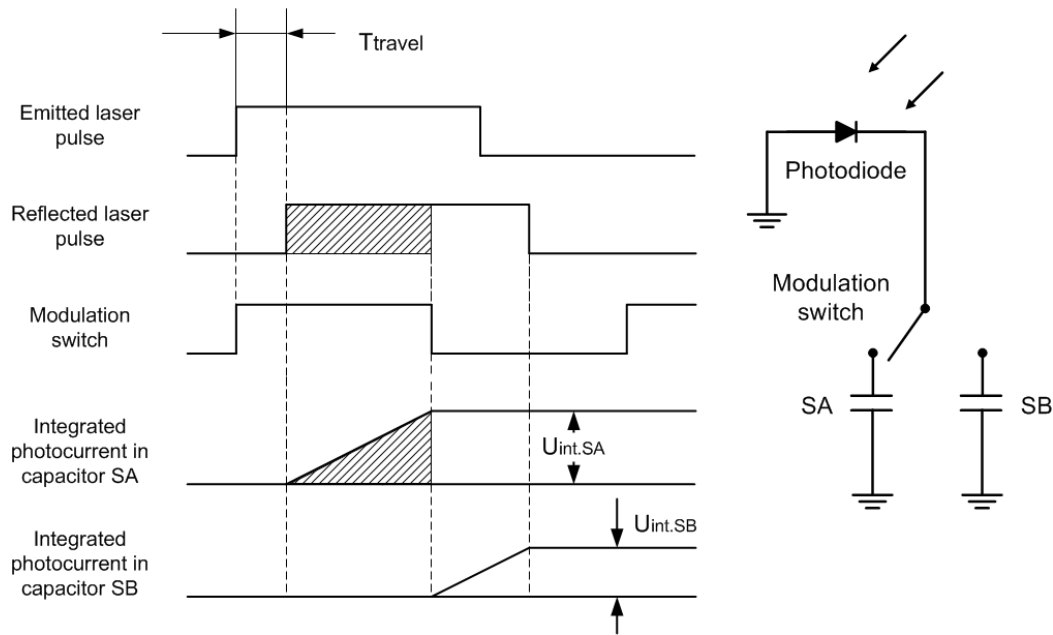 Ttravel
Emitted laser
pulse
Reflected laser
pulse
Modulation
switch
Integrated
photocurrent in
capacitor SA
Uint.SA
Integrated
photocurrent in
capacitor SB
Uint.SB
Photodiode
Modulation
switch
SA
SB